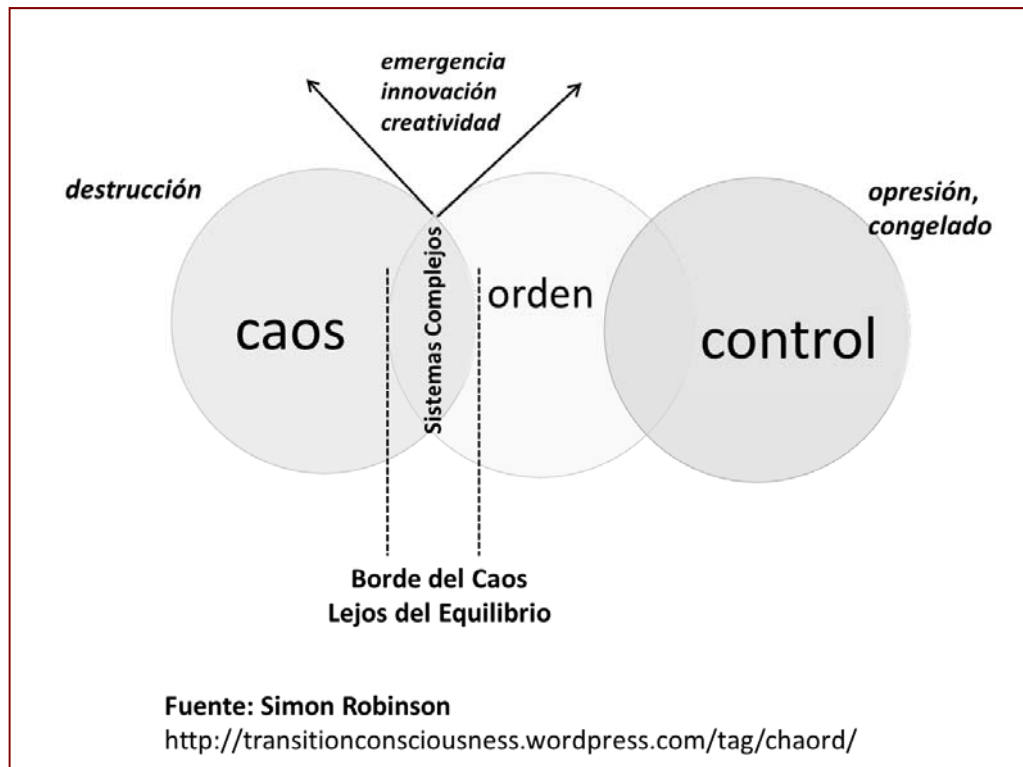 emergencia
innovación
creatividad
destrucción
opresión,
congelado
caos
Sistemas Complejos
orden
control
Borde del Caos
Lejos del Equilibrio
Fuente: Simon Robinson
http://transitionconsciousness.wordpress.com/tag/chaord/